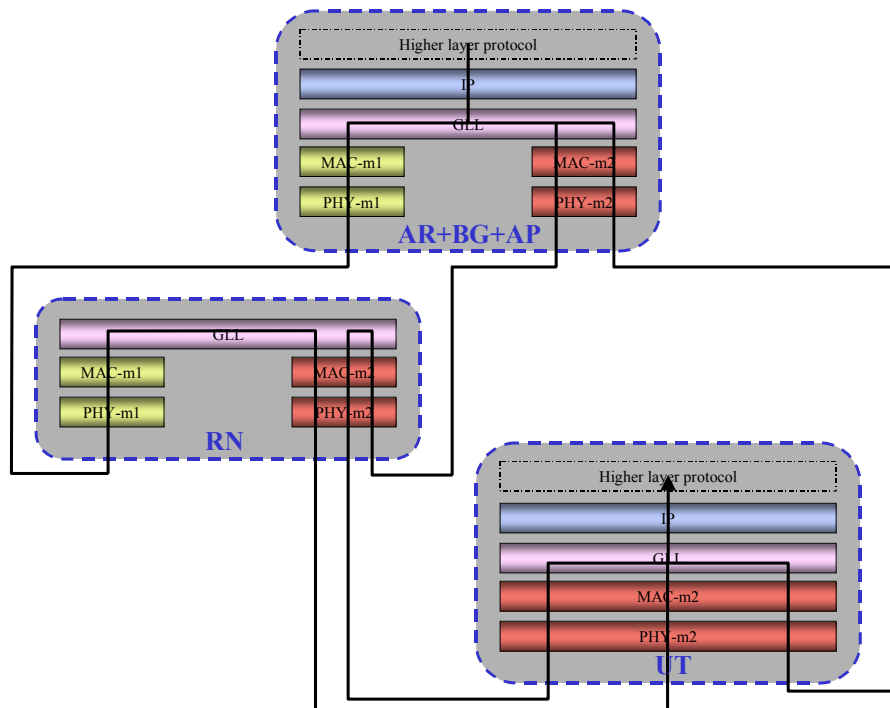 Higher layer protocol
IP
GLL
MAC-m1 MAC-m2
PHY-m1 PHY-m2
AR+BG+AP
GLL
MAC-m1 MAC-m2
PHY-m1 PHY-m2
RN
Higher layer protocol
IP
GLL
MAC-m2
PHY-m2
UT